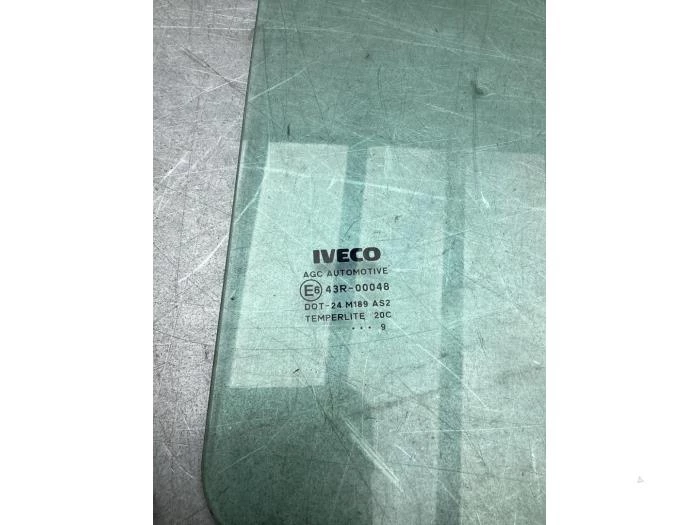 IVECO
AGC AUTOMOTIVE
E6 43R-00048
DOT-24 M189 AS2
TEMPERLITE 20C
... 9